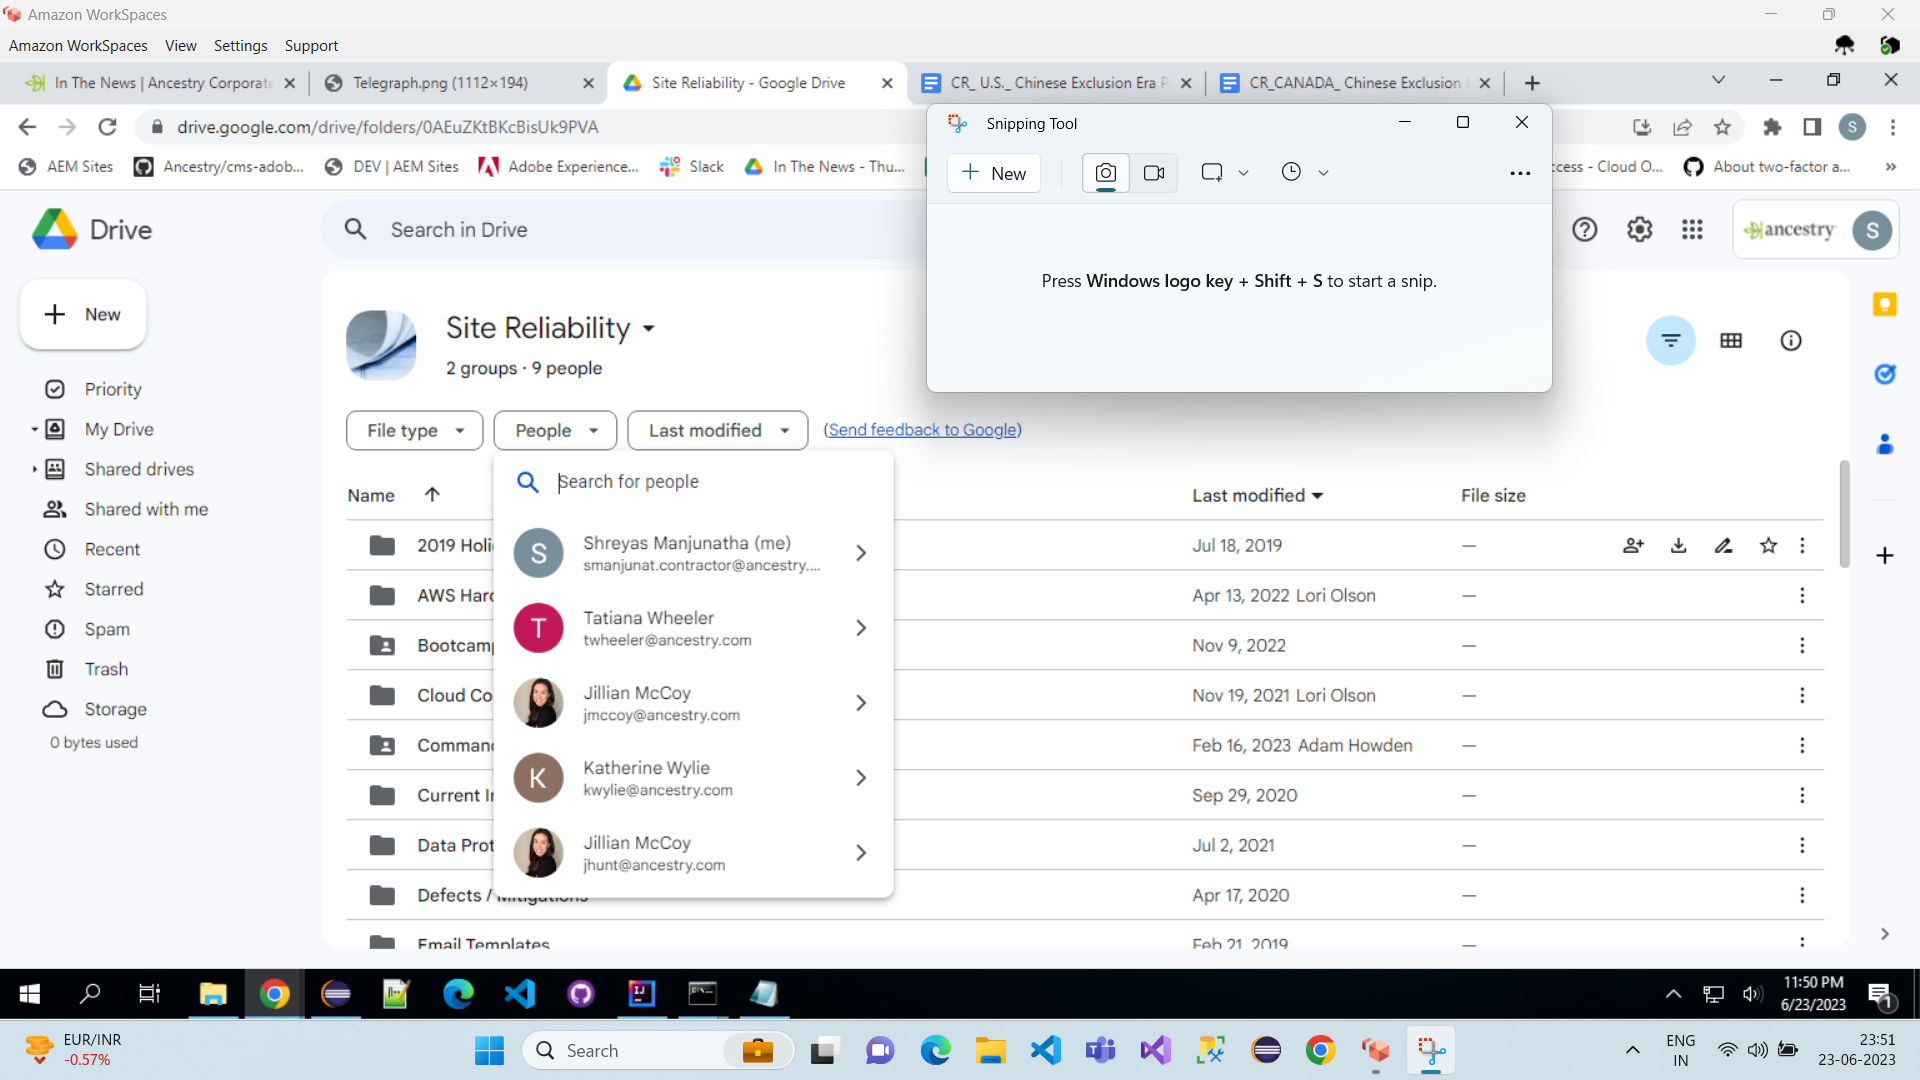 Amazon WorkSpaces
Amazon WorkSpaces View Settings Support
In The News | Ancestry Corporate
Telegraph.png (1112×194)
Site Reliability - Google Drive
CR_ U.S._ Chinese Exclusion Era P
CR_CANADA_ Chinese Exclusion
drive.google.com/drive/folders/0AEuZKtBKcBisUk9PVA
S
AEM Sites
Ancestry/cms-adob...
DEV | AEM Sites
Adobe Experience...
Slack
In The News - Thu...
ccess - Cloud O...
About two-factor a...
»
Snipping Tool
New
Press Windows logo key + Shift + S to start a snip.
Drive
Search in Drive
ancestry
S
New
Priority
My Drive
Shared drives
Shared with me
Recent
Starred
Spam
Trash
Storage
0 bytes used
Site Reliability
2 groups · 9 people
File type
People
Last modified
(Send feedback to Google)
Name
Last modified
File size
Search for people
S
Shreyas Manjunatha (me)
smanjunat.contractor@ancestry....
T
Tatiana Wheeler
twheeler@ancestry.com
Jillian McCoy
jmccoy@ancestry.com
K
Katherine Wylie
kwylie@ancestry.com
Jillian McCoy
jhunt@ancestry.com
2019 Holi Jul 18, 2019 —
AWS Hard Apr 13, 2022 Lori Olson —
Bootcamp Nov 9, 2022 —
Cloud Co Nov 19, 2021 Lori Olson —
Comman Feb 16, 2023 Adam Howden —
Current In Sep 29, 2020 —
Data Prot Jul 2, 2021 —
Defects / Mitigations Apr 17, 2020 —
Email Templates Feb 21, 2019 —
11:50 PM
6/23/2023
1
EUR/INR
-0.57%
Search
ENG
IN
23:51
23-06-2023